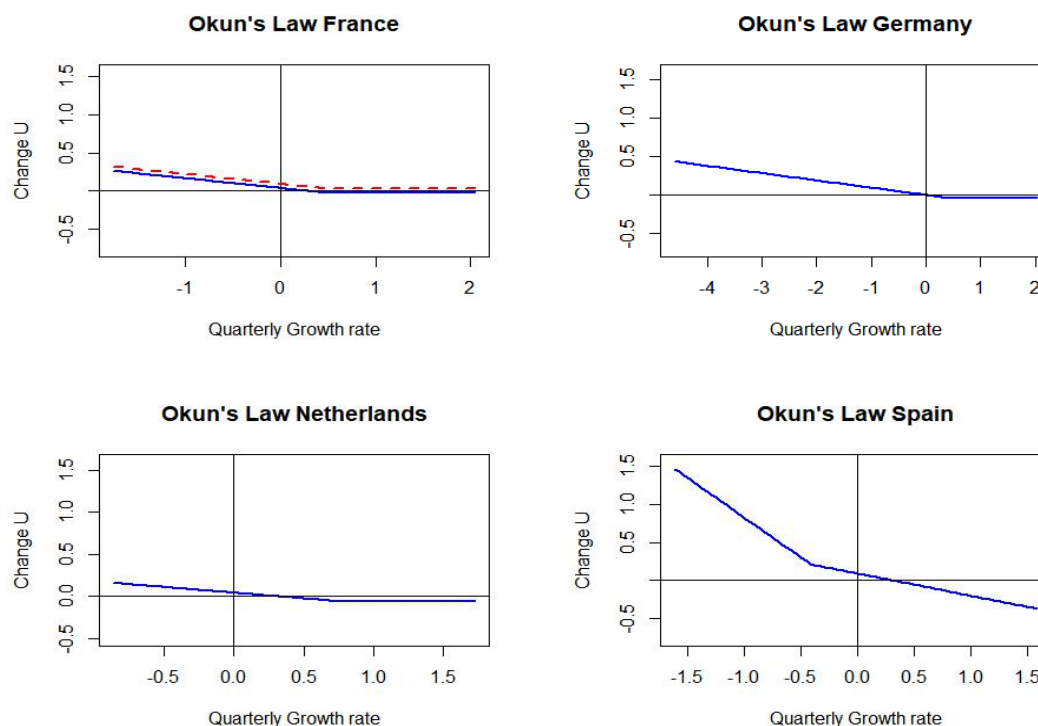 Okun's Law France
Change U
-0.5 0.5 1.0 1.5
-1 0 1 2
Quarterly Growth rate
Okun's Law Germany
Change U
-0.5 0.5 1.0 1.5
-4 -3 -2 -1 0 1 2
Quarterly Growth rate
Okun's Law Netherlands
Change U
-0.5 0.0 0.5 1.0 1.5
-0.5 0.0 0.5 1.0 1.5
Quarterly Growth rate
Okun's Law Spain
Change U
-0.5 0.5 1.0 1.5
-1.5 -1.0 -0.5 0.0 0.5 1.0 1.5
Quarterly Growth rate